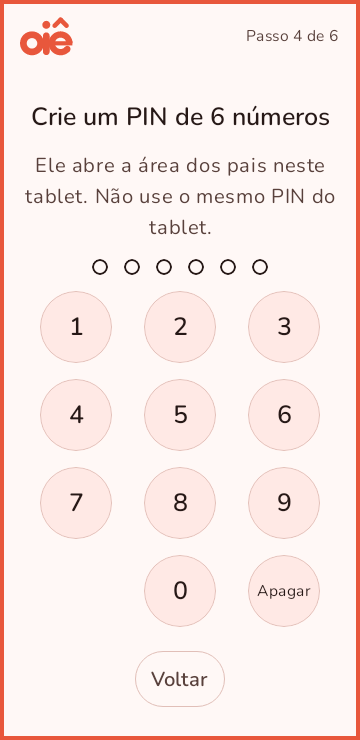 oiê
Passo 4 de 6
Crie um PIN de 6 números
Ele abre a área dos pais neste
tablet. Não use o mesmo PIN do
tablet.
1 2 3
4 5 6
7 8 9
0 Apagar
Voltar